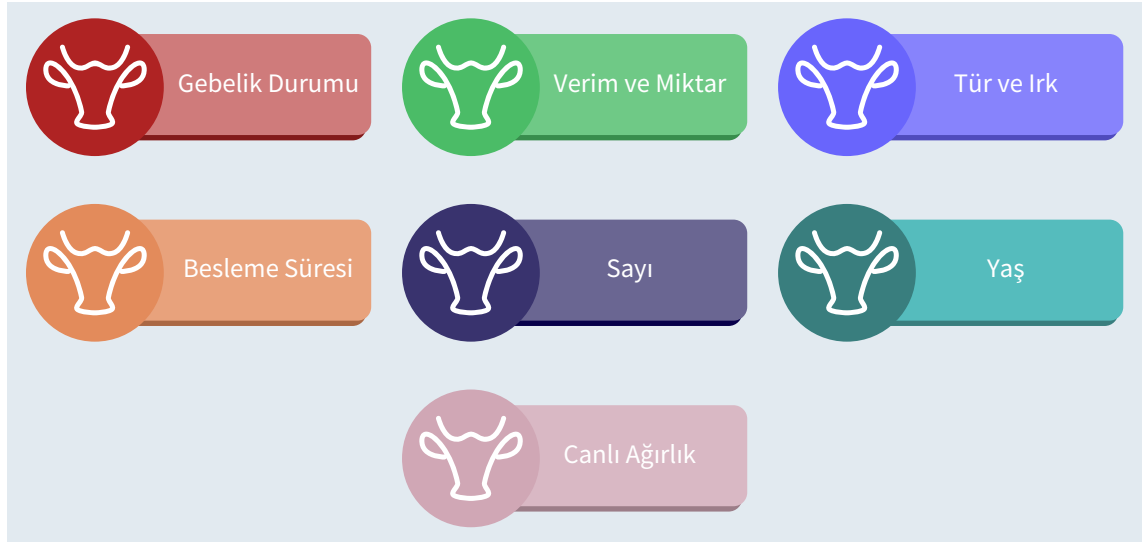 Gebelik Durumu
Verim ve Miktar
Tür ve Irk
Besleme Süresi
Sayı
Yaş
Canlı Ağırlık